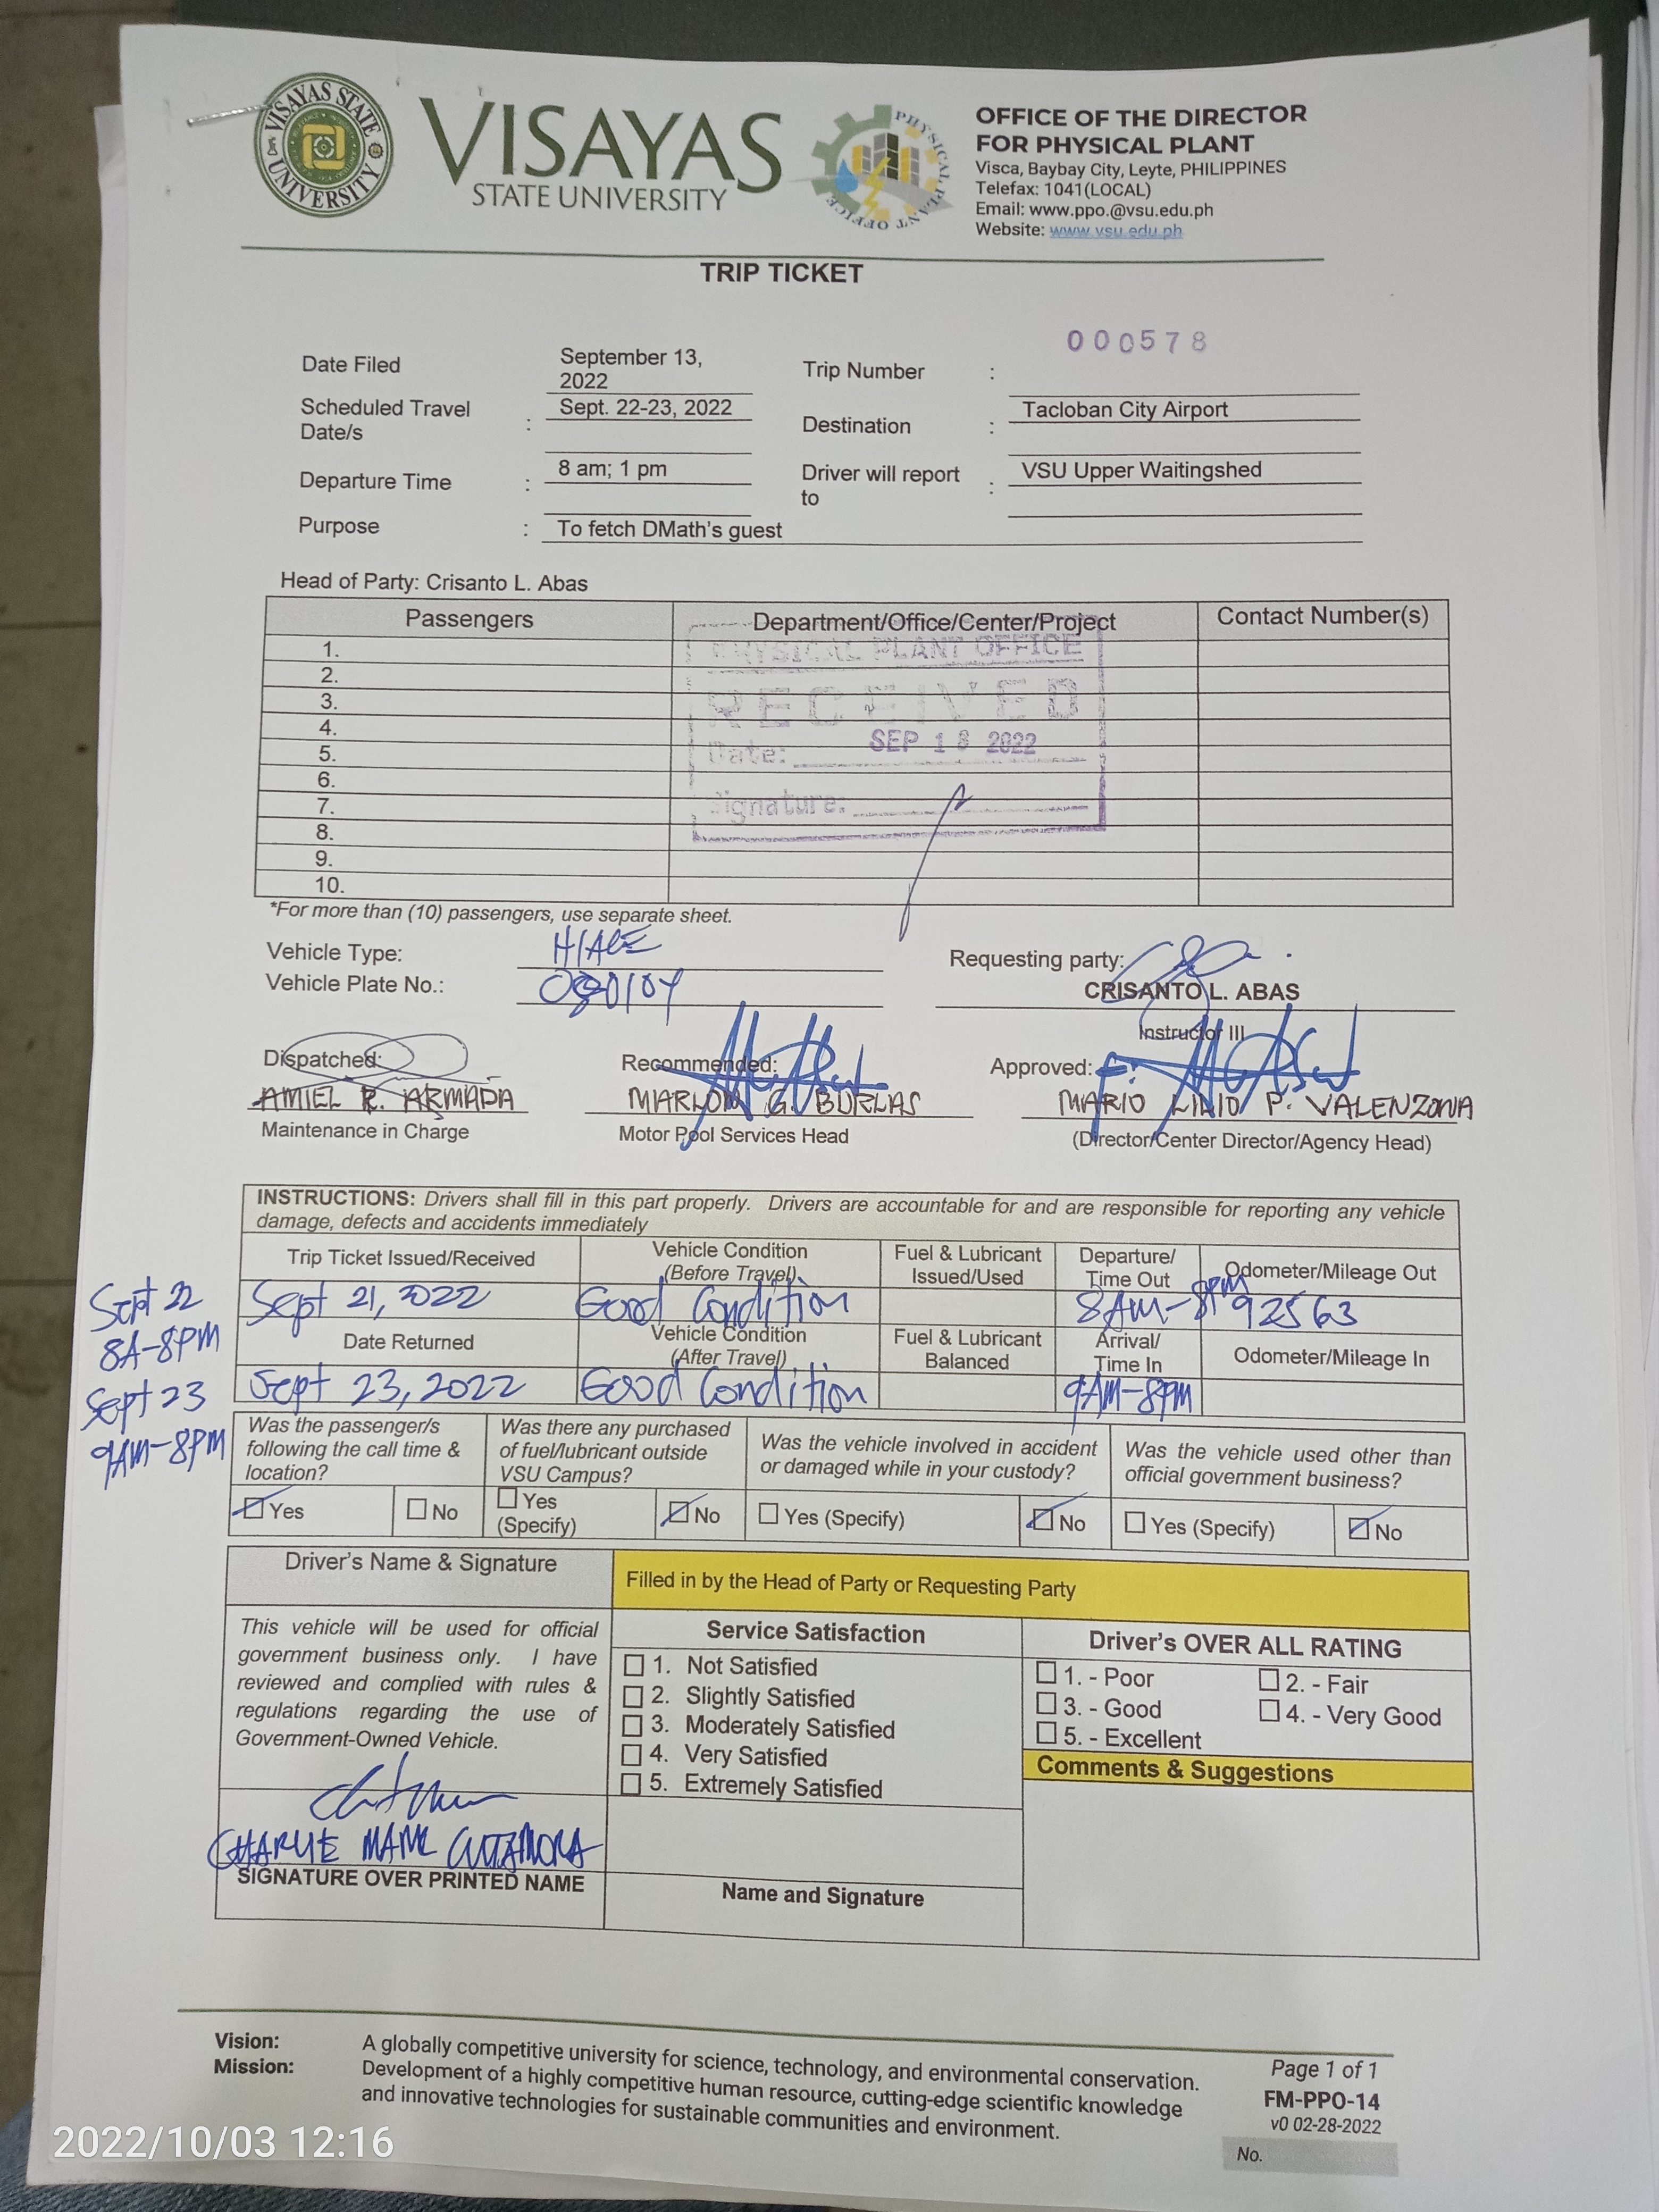 VISAYAS STATE UNIVERSITY
VISAYAS
STATE UNIVERSITY
PHYSICAL PLANT OFFICE
OFFICE OF THE DIRECTOR
FOR PHYSICAL PLANT
Visca, Baybay City, Leyte, PHILIPPINES
Telefax: 1041(LOCAL)
Email: www.ppo.@vsu.edu.ph
Website: www.vsu.edu.ph
TRIP TICKET
000578
Date Filed September 13, 2022 Trip Number :
Scheduled Travel Date/s : Sept. 22-23, 2022 Destination : Tacloban City Airport
Departure Time : 8 am; 1 pm Driver will report to : VSU Upper Waitingshed
Purpose : To fetch DMath's guest
Head of Party: Crisanto L. Abas
Passengers Department/Office/Center/Project Contact Number(s)
1.
2.
3.
4.
5.
6.
7.
8.
9.
10.
PHYSICAL PLANT OFFICE
RECEIVED
Date: SEP 13 2022
Signature:
*For more than (10) passengers, use separate sheet.
Vehicle Type: HIACE
Vehicle Plate No.:
Requesting party:
CRISANTO L. ABAS
Instructor III
Dispatched: Recommended: Approved:
AMIEL R. ARMADA MARLON G. BURLAS MARIO LILIO P. VALENZONA
Maintenance in Charge Motor Pool Services Head (Director/Center Director/Agency Head)
INSTRUCTIONS: Drivers shall fill in this part properly. Drivers are accountable for and are responsible for reporting any vehicle
damage, defects and accidents immediately
Trip Ticket Issued/Received Vehicle Condition (Before Travel) Fuel & Lubricant Issued/Used Departure/ Time Out Odometer/Mileage Out
Sept 21, 2022 Good Condition 8AM-8PM 92563
Date Returned Vehicle Condition (After Travel) Fuel & Lubricant Balanced Arrival/ Time In Odometer/Mileage In
Sept 23, 2022 Good Condition 9AM-8PM
Sept 22
8A-8PM
Sept 23
9AM-8PM
Was the passenger/s following the call time & location?
Yes No
Was there any purchased of fuel/lubricant outside VSU Campus?
Yes (Specify) No
Was the vehicle involved in accident or damaged while in your custody?
Yes (Specify) No
Was the vehicle used other than official government business?
Yes (Specify) No
Driver's Name & Signature
Filled in by the Head of Party or Requesting Party
This vehicle will be used for official
government business only. I have
reviewed and complied with rules &
regulations regarding the use of
Government-Owned Vehicle.
CHARLIE
SIGNATURE OVER PRINTED NAME
Service Satisfaction
1. Not Satisfied
2. Slightly Satisfied
3. Moderately Satisfied
4. Very Satisfied
5. Extremely Satisfied
Name and Signature
Driver's OVER ALL RATING
1. - Poor 2. - Fair
3. - Good 4. - Very Good
5. - Excellent
Comments & Suggestions
Vision: A globally competitive university for science, technology, and environmental conservation.
Mission: Development of a highly competitive human resource, cutting-edge scientific knowledge
and innovative technologies for sustainable communities and environment.
Page 1 of 1
FM-PPO-14
v0 02-28-2022
No.
2022/10/03 12:16